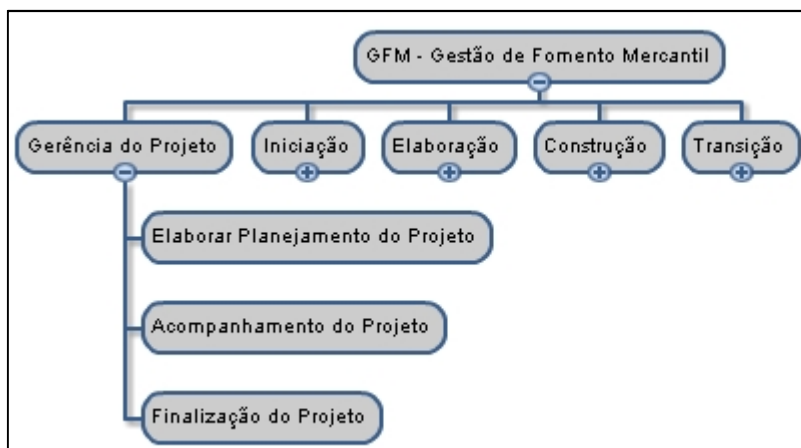 GFM - Gestão de Fomento Mercantil
Gerência do Projeto
Iniciação
Elaboração
Construção
Transição
Elaborar Planejamento do Projeto
Acompanhamento do Projeto
Finalização do Projeto